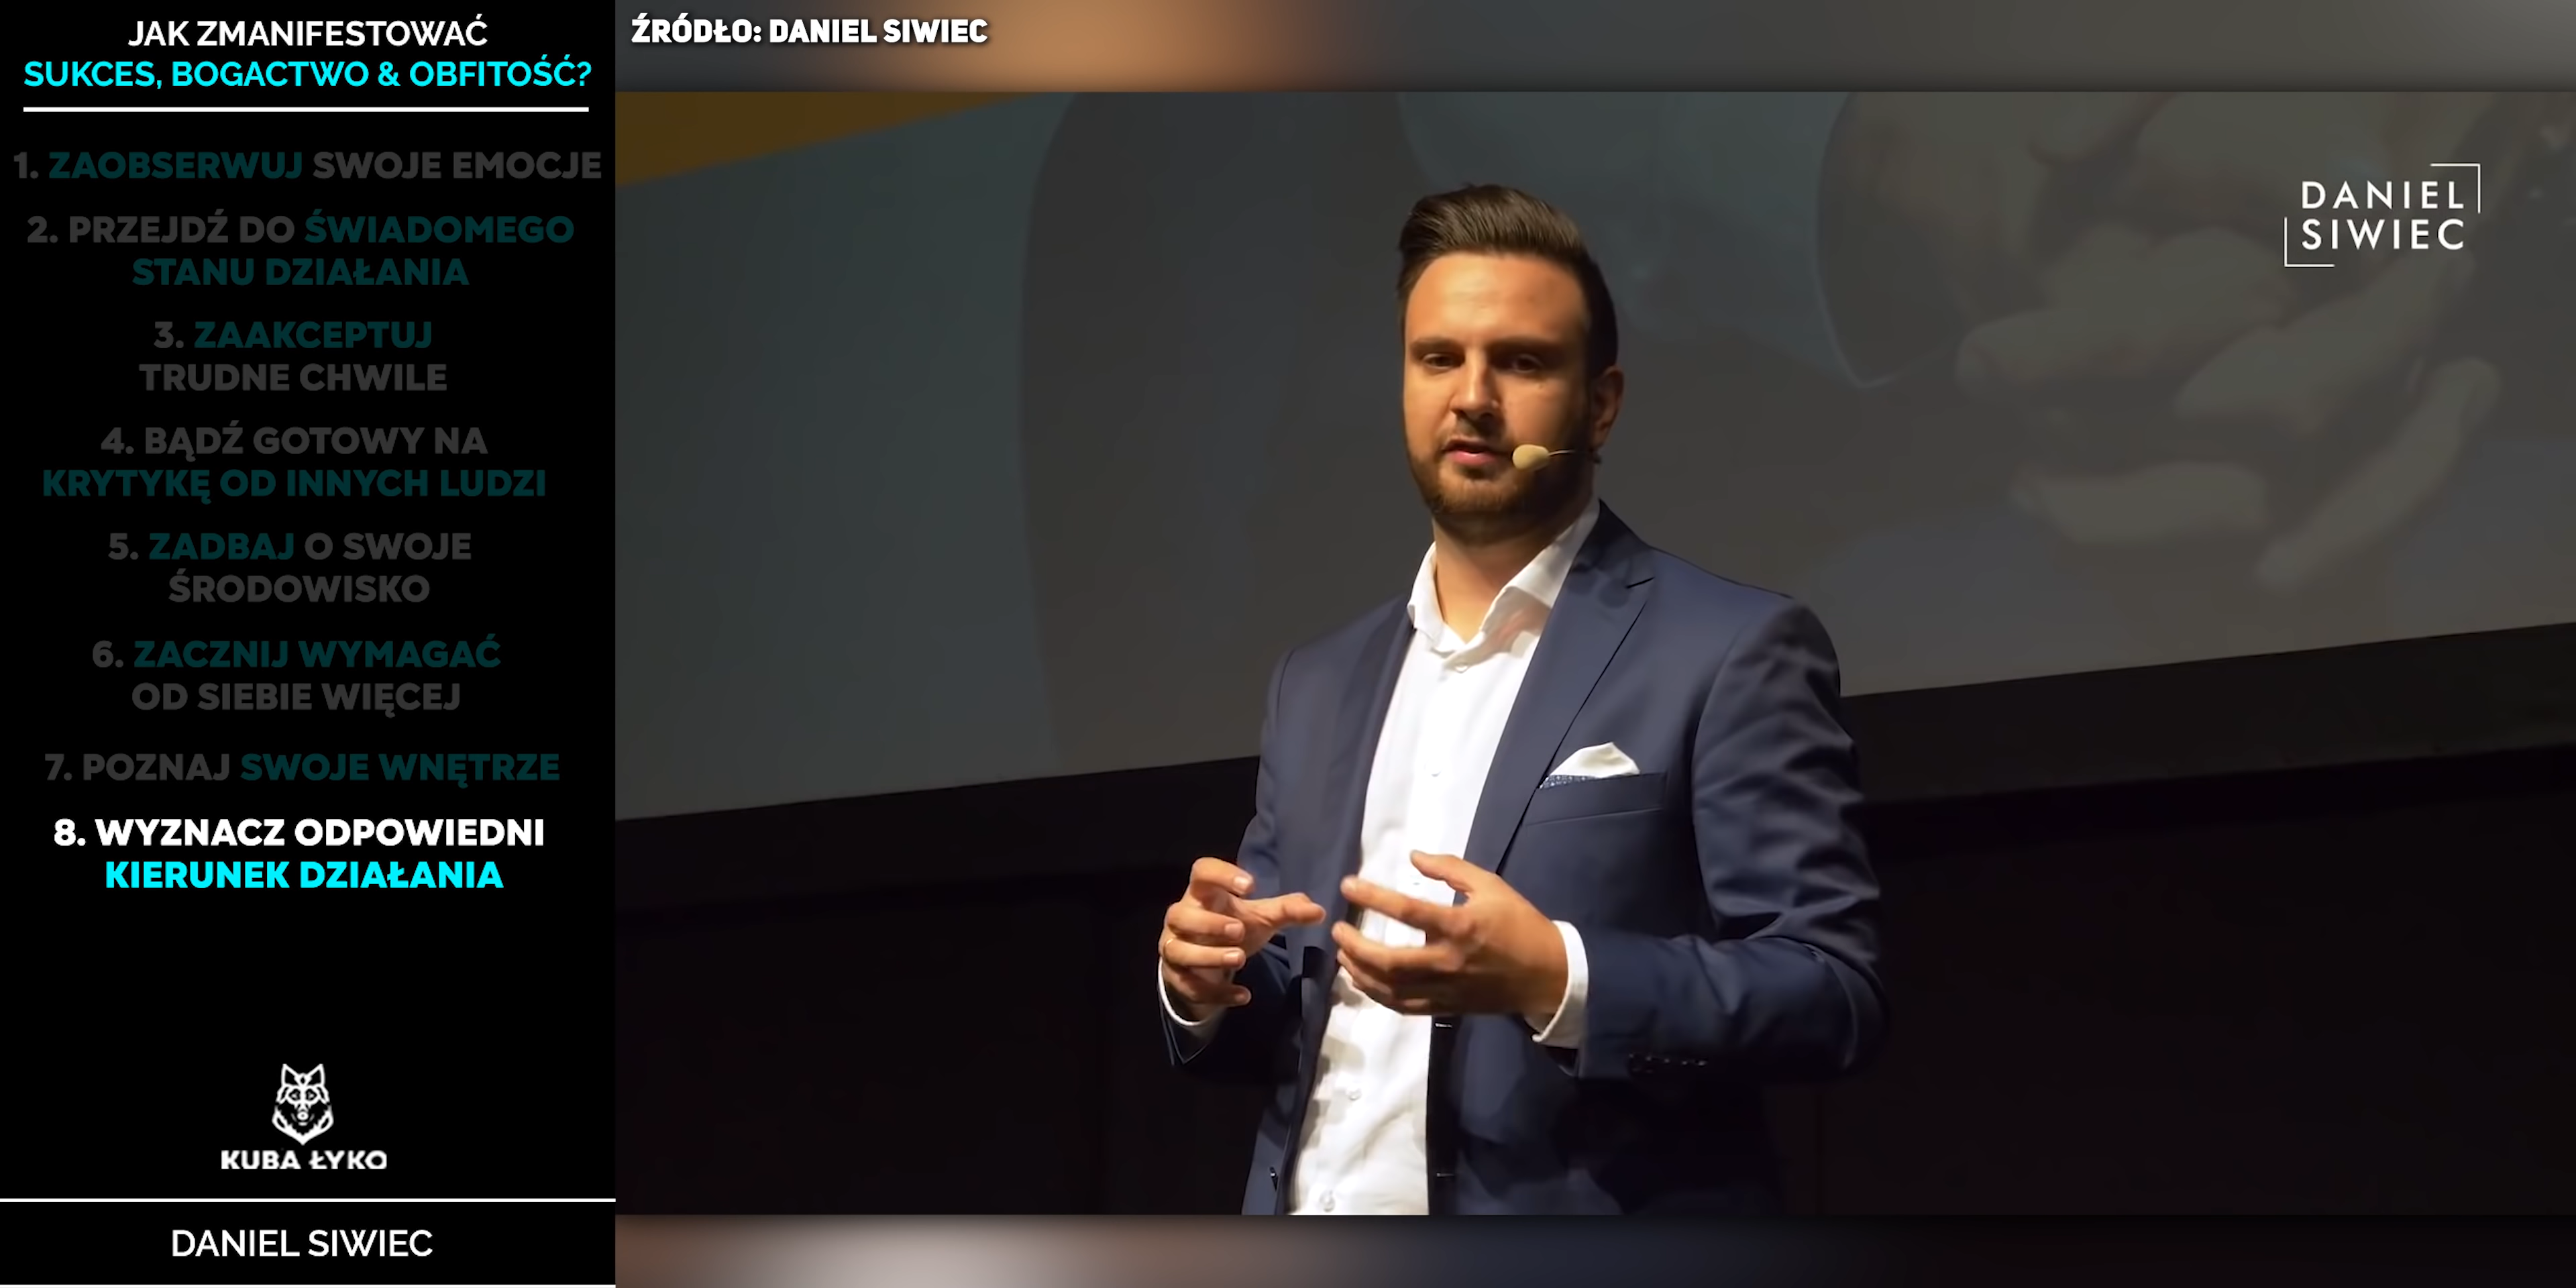 JAK ZMANIFESTOWAĆ
SUKCES, BOGACTWO & OBFITOŚĆ?
1. ZAOBSERWUJ SWOJE EMOCJE
2. PRZEJDŹ DO ŚWIADOMEGO
STANU DZIAŁANIA
3. ZAAKCEPTUJ
TRUDNE CHWILE
4. BĄDŹ GOTOWY NA
KRYTYKĘ OD INNYCH LUDZI
5. ZADBAJ O SWOJE
ŚRODOWISKO
6. ZACZNIJ WYMAGAĆ
OD SIEBIE WIĘCEJ
7. POZNAJ SWOJE WNĘTRZE
8. WYZNACZ ODPOWIEDNI
KIERUNEK DZIAŁANIA
KUBA ŁYKO
DANIEL SIWIEC
ŹRÓDŁO: DANIEL SIWIEC
DANIEL
SIWIEC